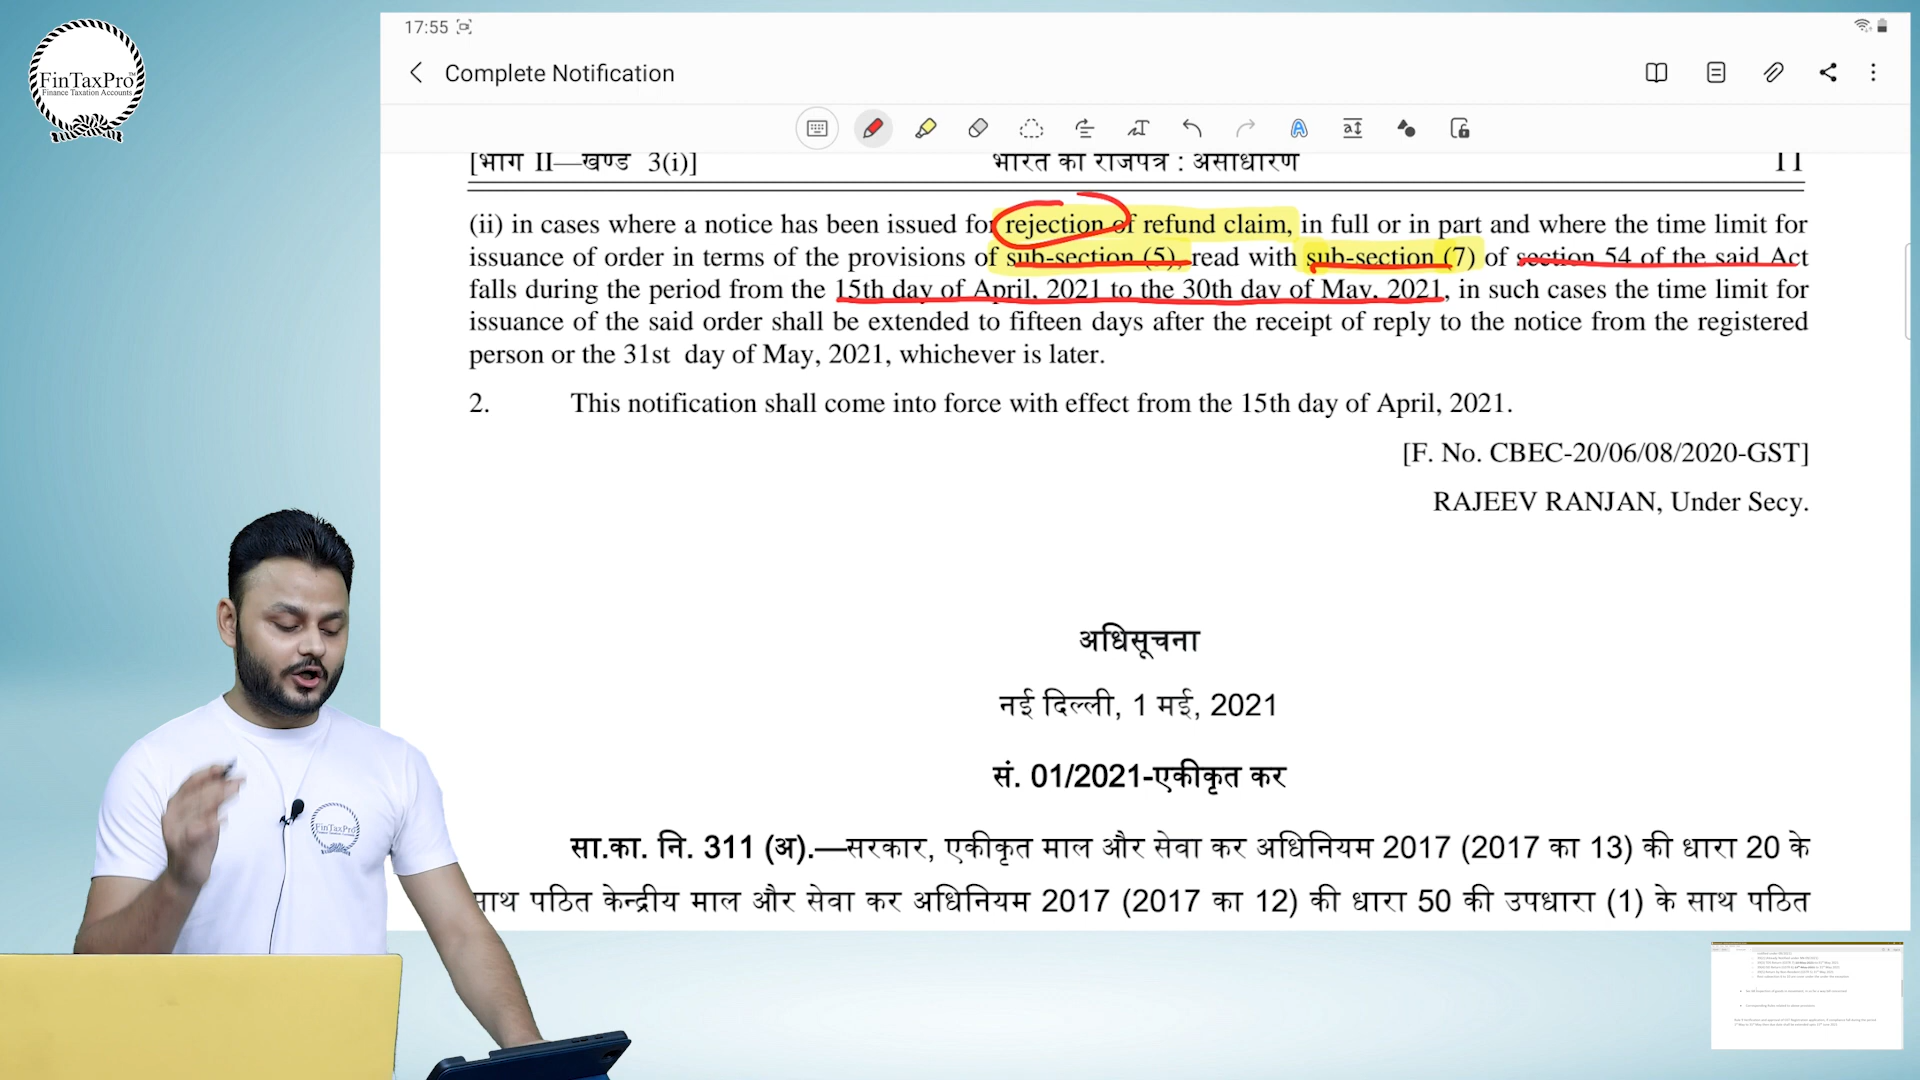 FinTaxPro
Finance Taxation Accounts
17:55
Complete Notification
[भाग II—खण्ड 3(i)] भारत का राजपत्र : असाधारण 11
(ii) in cases where a notice has been issued for rejection of refund claim, in full or in part and where the time limit for
issuance of order in terms of the provisions of sub-section (5), read with sub-section (7) of section 54 of the said Act
falls during the period from the 15th day of April, 2021 to the 30th day of May, 2021, in such cases the time limit for
issuance of the said order shall be extended to fifteen days after the receipt of reply to the notice from the registered
person or the 31st day of May, 2021, whichever is later.
2. This notification shall come into force with effect from the 15th day of April, 2021.
[F. No. CBEC-20/06/08/2020-GST]
RAJEEV RANJAN, Under Secy.
अधिसूचना
नई दिल्ली, 1 मई, 2021
सं. 01/2021-एकीकृत कर
सा.का. नि. 311 (अ).—सरकार, एकीकृत माल और सेवा कर अधिनियम 2017 (2017 का 13) की धारा 20 के
साथ पठित केन्द्रीय माल और सेवा कर अधिनियम 2017 (2017 का 12) की धारा 50 की उपधारा (1) के साथ पठित
FinTaxPro